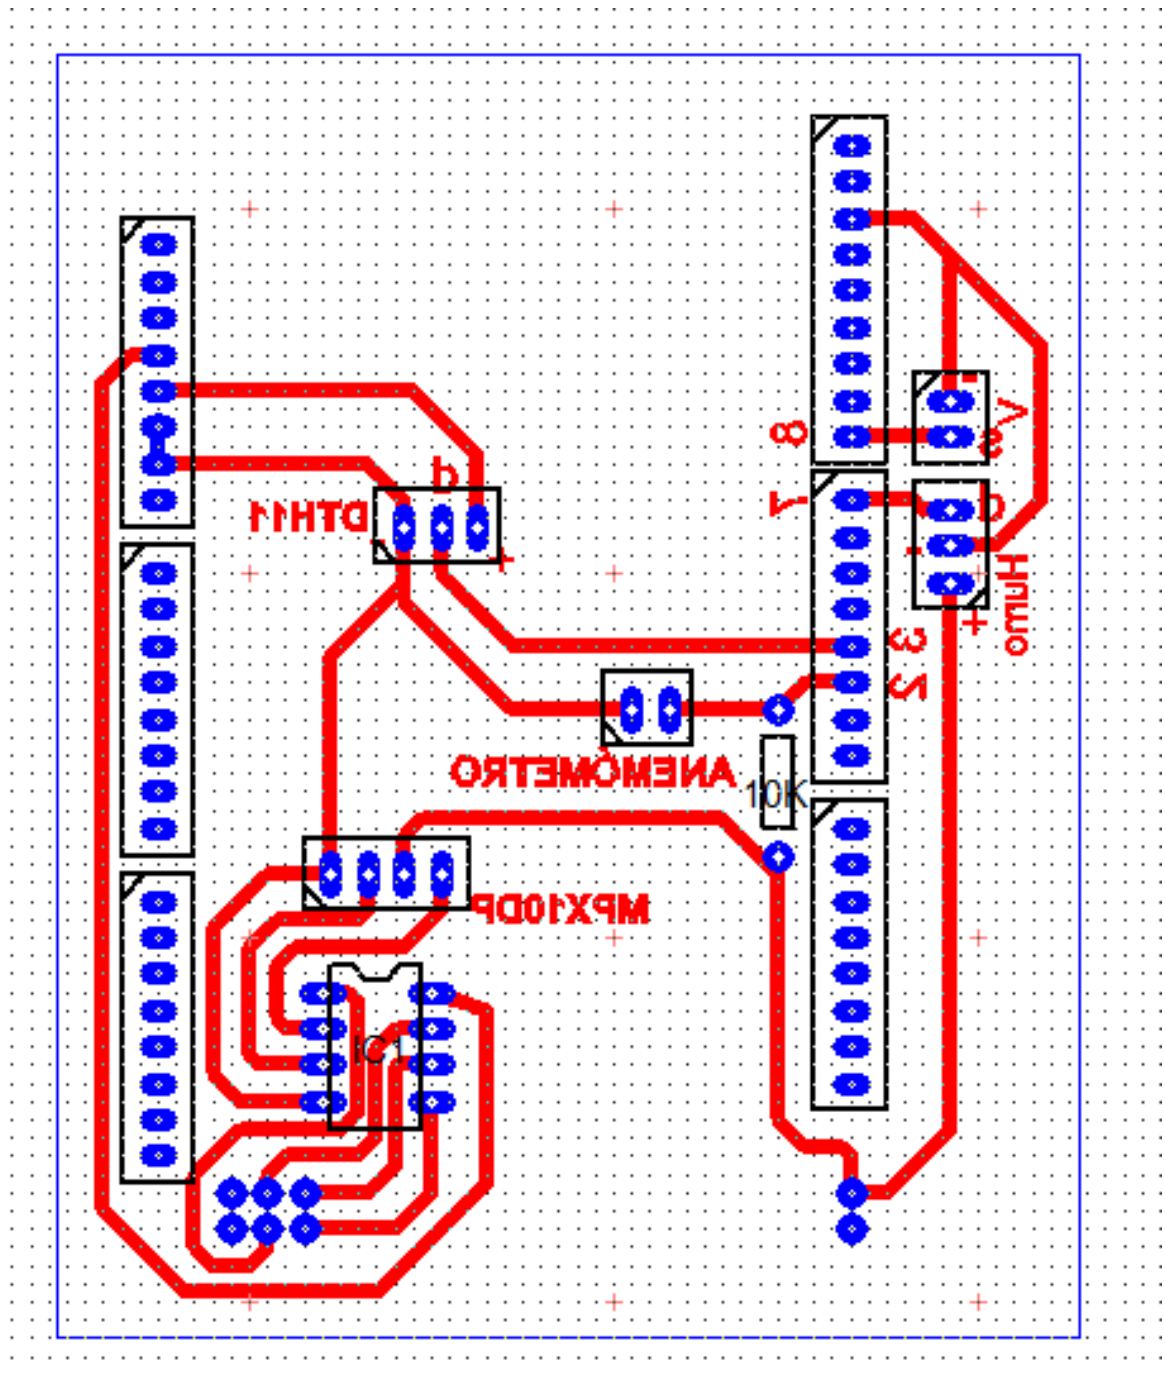 8
V
-
s
7
d
-
+
Humo
d
DTH11
-
+
3
2
ANEMÓMETRO
10K
MPX10DP
IC1